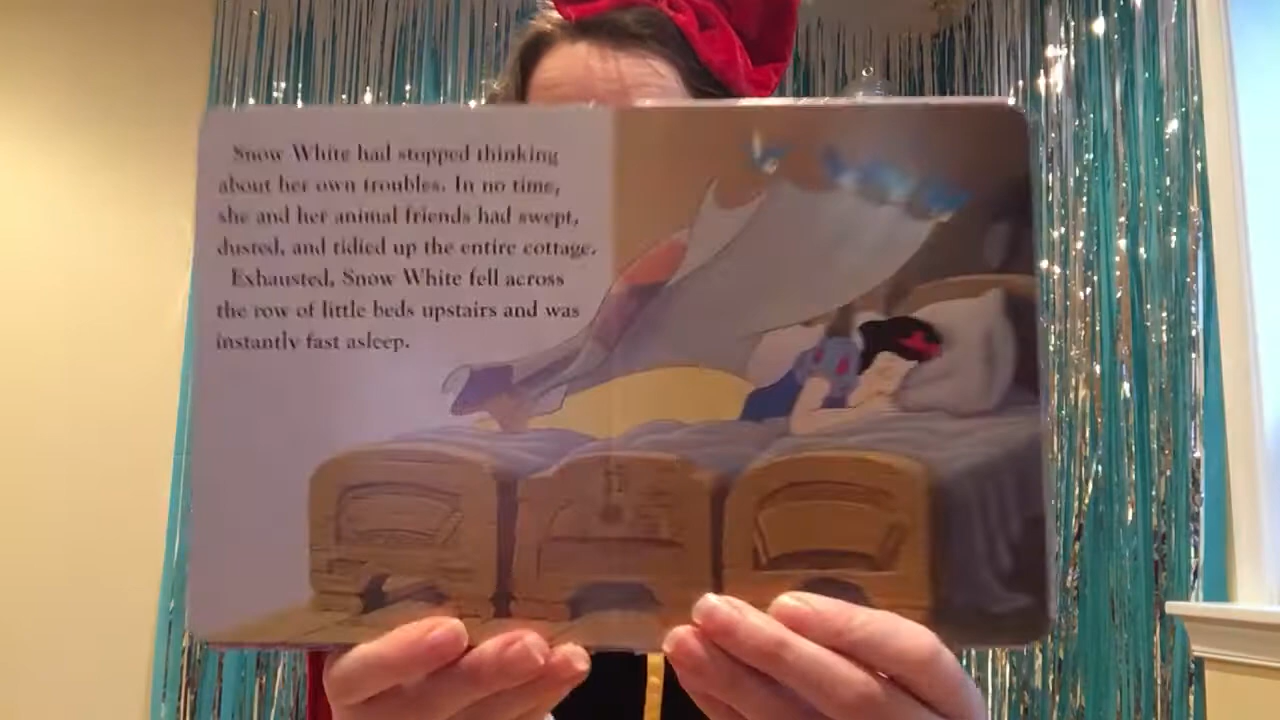 Snow White had stopped thinking
about her own troubles. In no time,
she and her animal friends had swept,
dusted, and tidied up the entire cottage.
Exhausted, Snow White fell across
the row of little beds upstairs and was
instantly fast asleep.